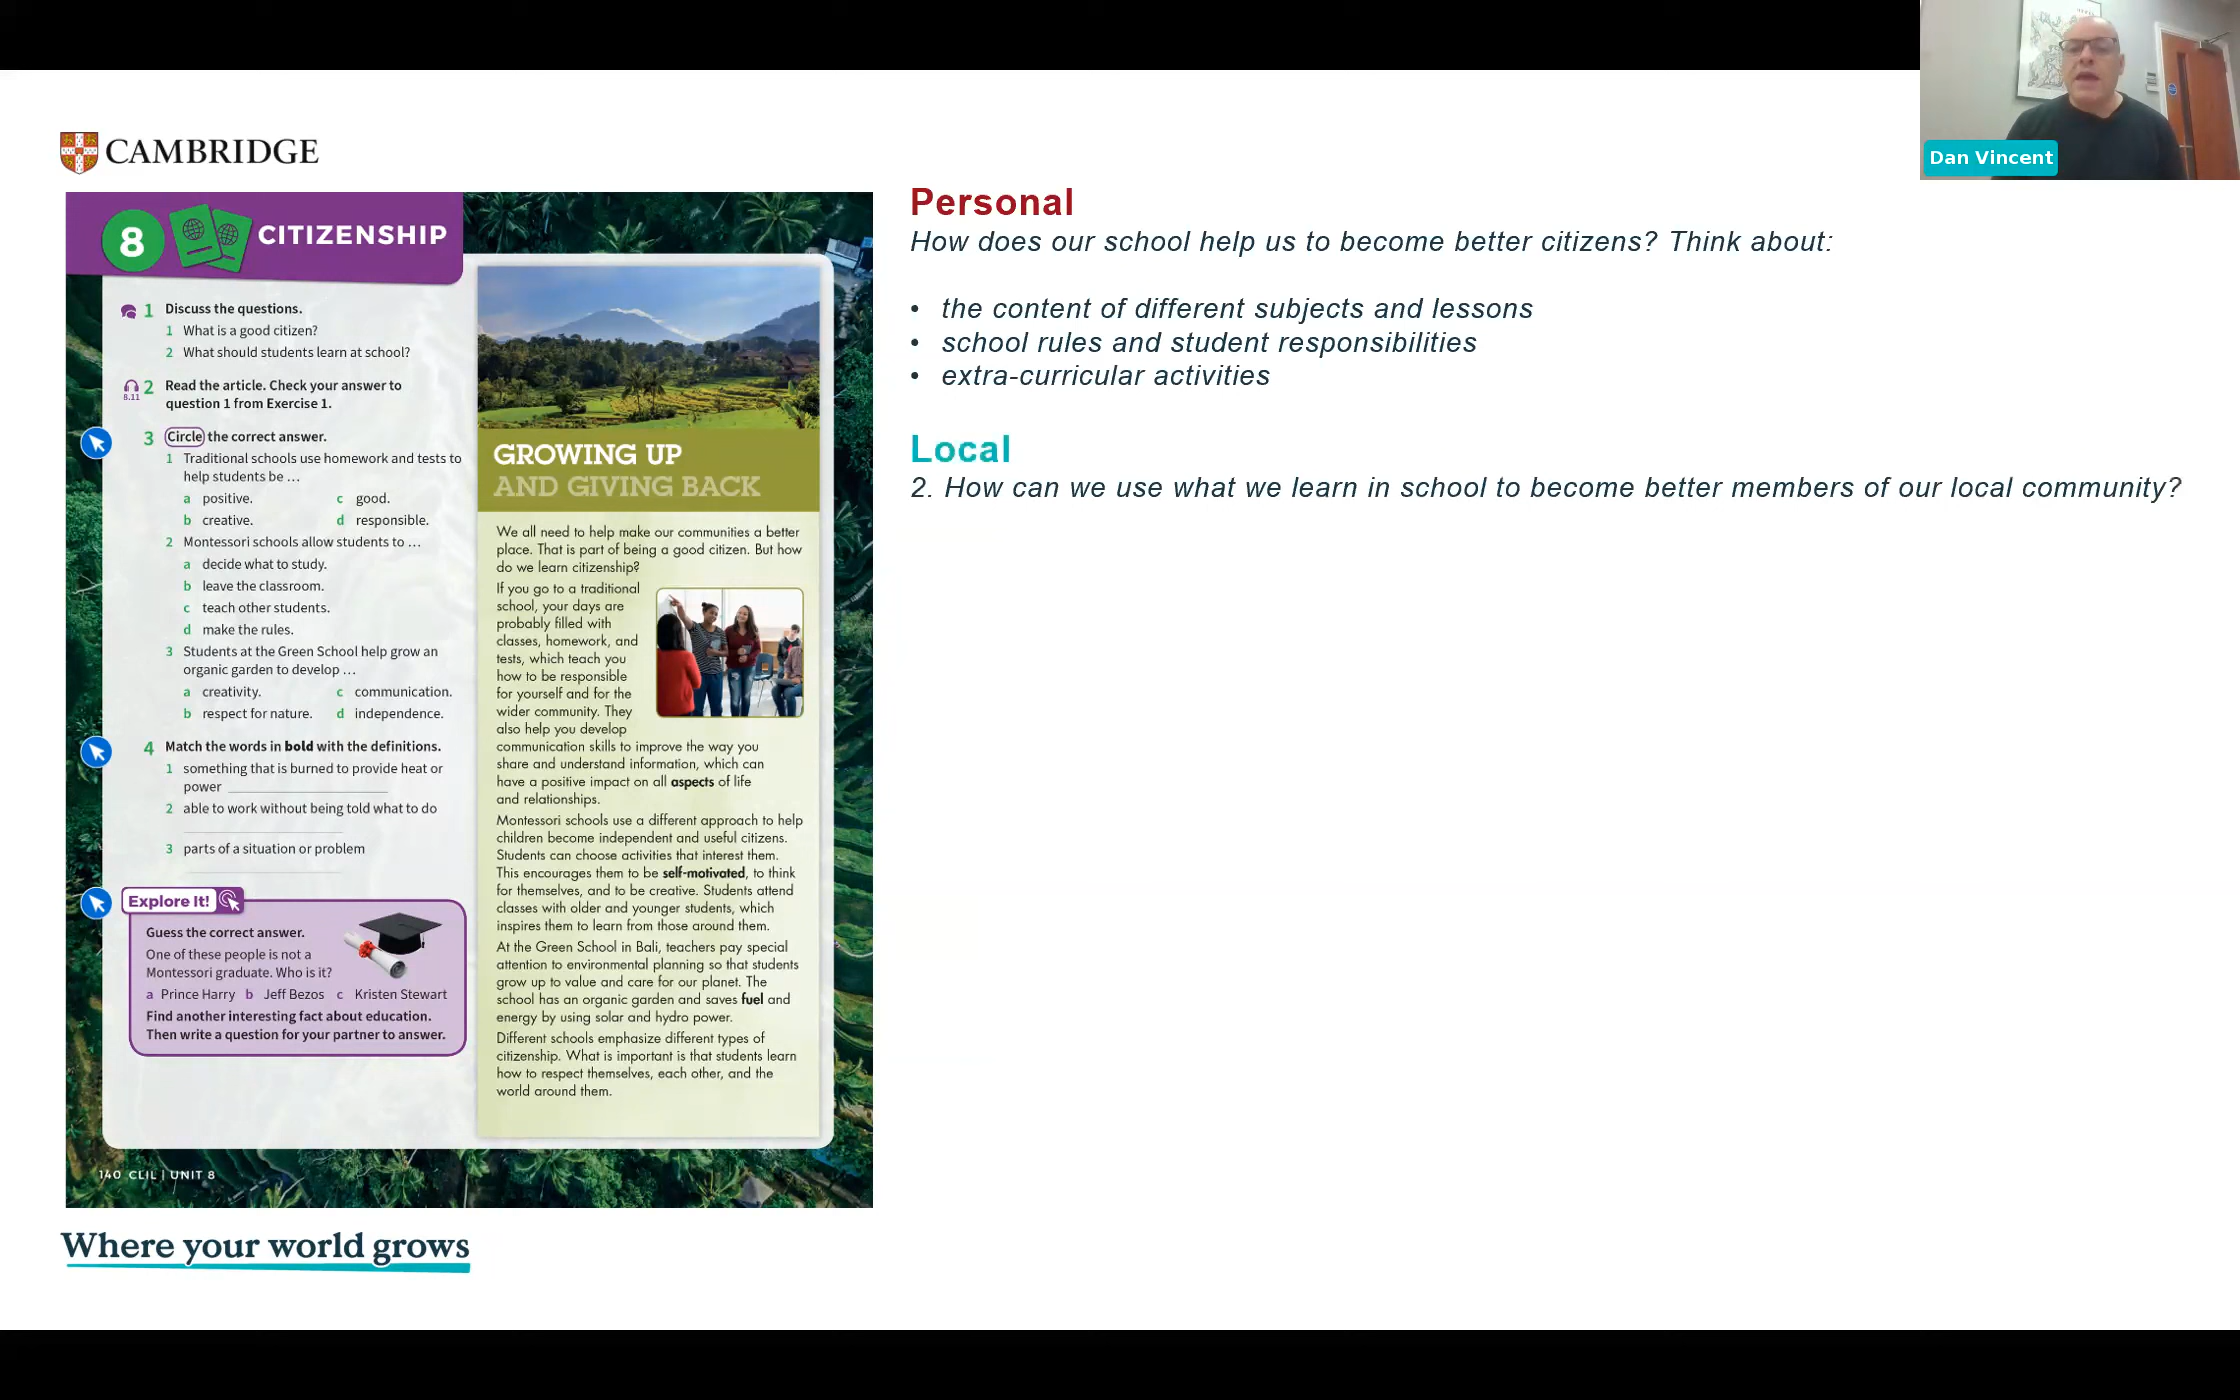 Dan Vincent
CAMBRIDGE
8 CITIZENSHIP
1 Discuss the questions.
1 What is a good citizen?
2 What should students learn at school?
8.11
2 Read the article. Check your answer to
question 1 from Exercise 1.
3 Circle the correct answer.
1 Traditional schools use homework and tests to
help students be …
a positive. c good.
b creative. d responsible.
2 Montessori schools allow students to …
a decide what to study.
b leave the classroom.
c teach other students.
d make the rules.
3 Students at the Green School help grow an
organic garden to develop …
a creativity. c communication.
b respect for nature. d independence.
4 Match the words in bold with the definitions.
1 something that is burned to provide heat or
power
2 able to work without being told what to do
3 parts of a situation or problem
Explore It!
Guess the correct answer.
One of these people is not a
Montessori graduate. Who is it?
a Prince Harry b Jeff Bezos c Kristen Stewart
Find another interesting fact about education.
Then write a question for your partner to answer.
GROWING UP
AND GIVING BACK
We all need to help make our communities a better
place. That is part of being a good citizen. But how
do we learn citizenship?
If you go to a traditional
school, your days are
probably filled with
classes, homework, and
tests, which teach you
how to be responsible
for yourself and for the
wider community. They
also help you develop
communication skills to improve the way you
share and understand information, which can
have a positive impact on all aspects of life
and relationships.
Montessori schools use a different approach to help
children become independent and useful citizens.
Students can choose activities that interest them.
This encourages them to be self-motivated, to think
for themselves, and to be creative. Students attend
classes with older and younger students, which
inspires them to learn from those around them.
At the Green School in Bali, teachers pay special
attention to environmental planning so that students
grow up to value and care for our planet. The
school has an organic garden and saves fuel and
energy by using solar and hydro power.
Different schools emphasize different types of
citizenship. What is important is that students learn
how to respect themselves, each other, and the
world around them.
140 CLIL | UNIT 8
Where your world grows
Personal
How does our school help us to become better citizens? Think about:
• the content of different subjects and lessons
• school rules and student responsibilities
• extra-curricular activities
Local
2. How can we use what we learn in school to become better members of our local community?